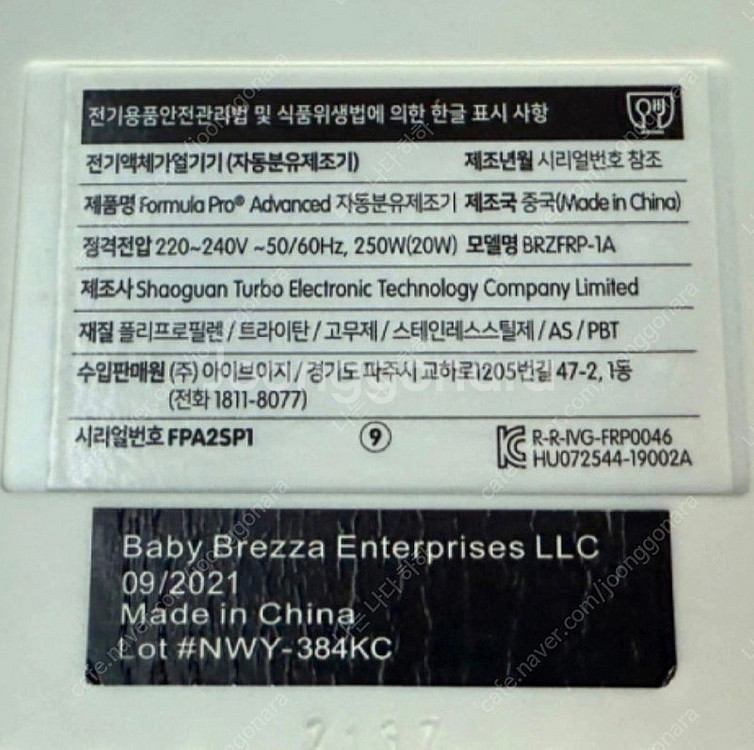 전기용품안전관리법 및 식품위생법에 의한 한글 표시 사항
전기액체가열기기 (자동분유제조기) 제조년월 시리얼번호 참조
제품명 Formula Pro® Advanced 자동분유제조기 제조국 중국(Made in China)
정격전압 220~240V ~50/60Hz, 250W(20W) 모델명 BRZFRP-1A
제조사 Shaoguan Turbo Electronic Technology Company Limited
재질 폴리프로필렌 / 트라이탄 / 고무제 / 스테인레스스틸제 / AS / PBT
수입판매원 (주) 아이브이지 / 경기도 파주시 교하로1205번길 47-2, 1동
(전화 1811-8077)
시리얼번호 FPA2SP1 ⑨ R-R-IVG-FRP0046
HU072544-19002A
Baby Brezza Enterprises LLC
09/2021
Made in China
Lot #NWY-384KC
2137
joonggonara
cafe.naver.com/joonggonara